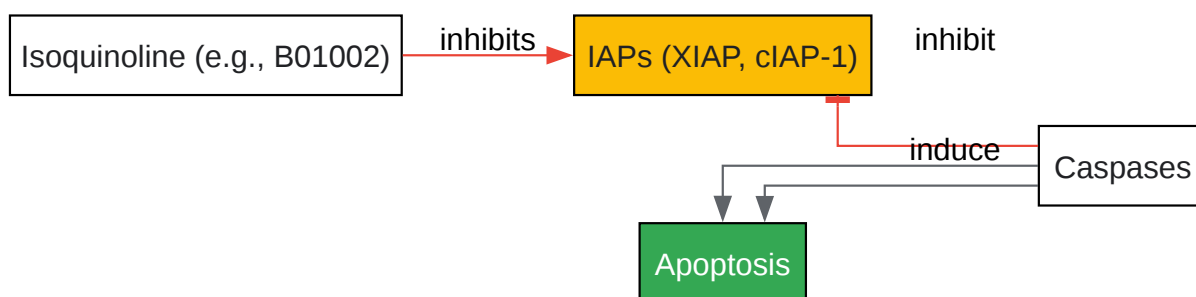 Isoquinoline (e.g., B01002)
inhibits
IAPs (XIAP, cIAP-1)
inhibit
induce
Caspases
Apoptosis